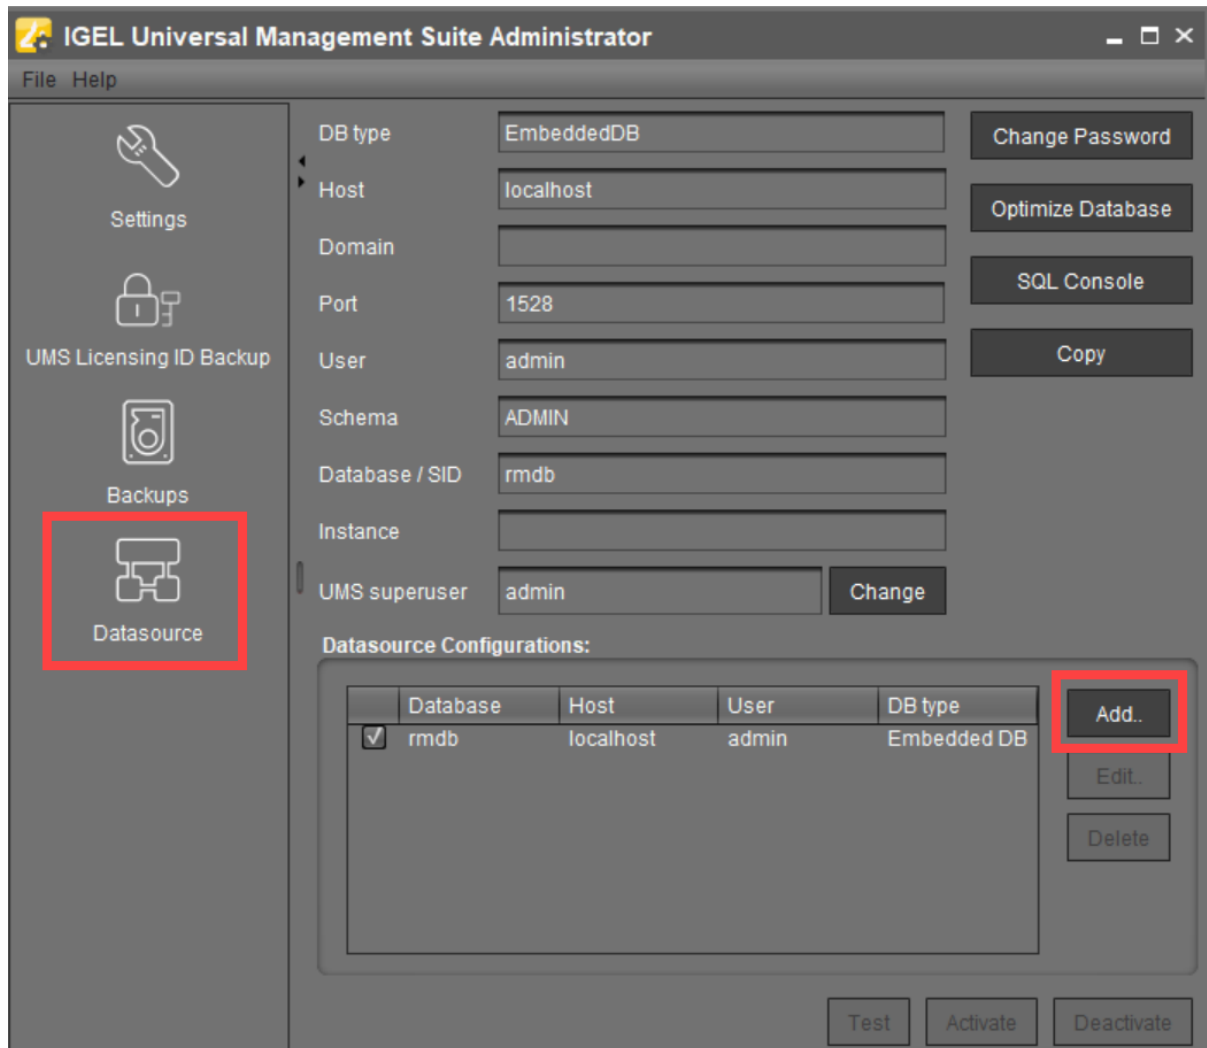 IGEL Universal Management Suite Administrator
File Help
Settings
UMS Licensing ID Backup
Backups
Datasource
DB type EmbeddedDB
Host localhost
Domain
Port 1528
User admin
Schema ADMIN
Database / SID rmdb
Instance
UMS superuser admin Change
Change Password
Optimize Database
SQL Console
Copy
Datasource Configurations:
Database Host User DB type
rmdb localhost admin Embedded DB
Add..
Edit..
Delete
Test Activate Deactivate